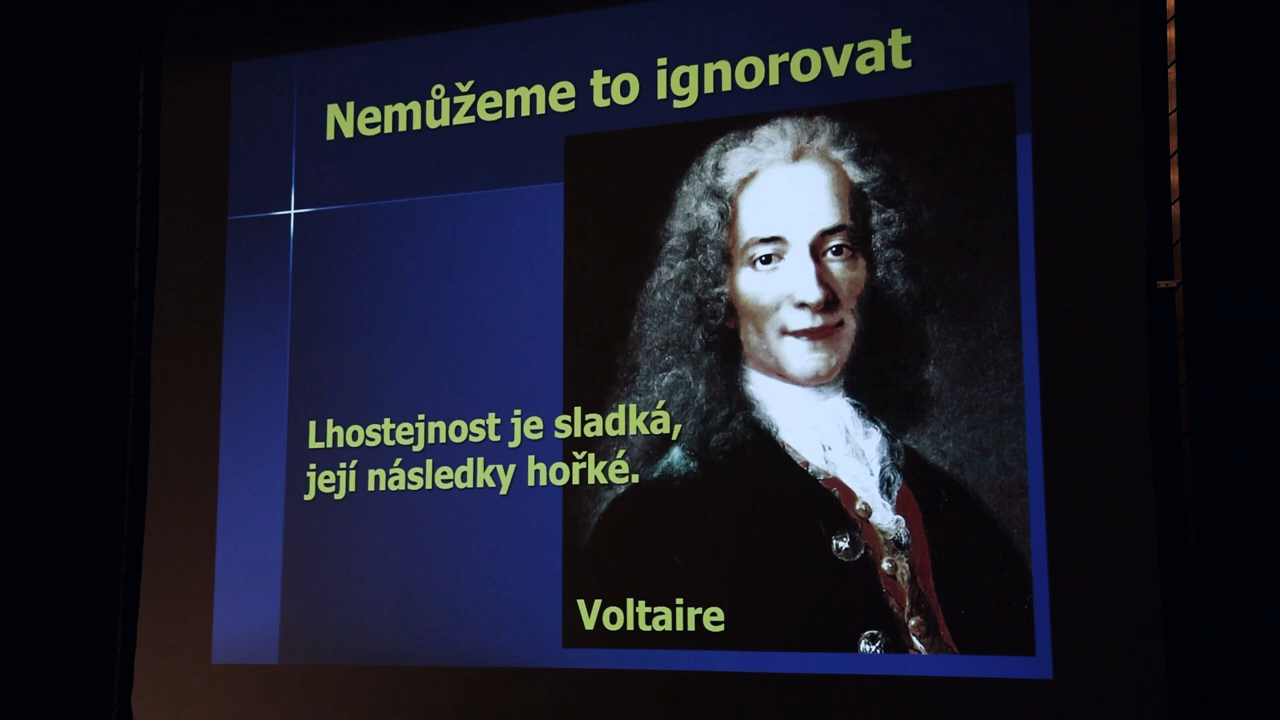 Nemůžeme to ignorovat
Lhostejnost je sladká,
její následky hořké.
Voltaire